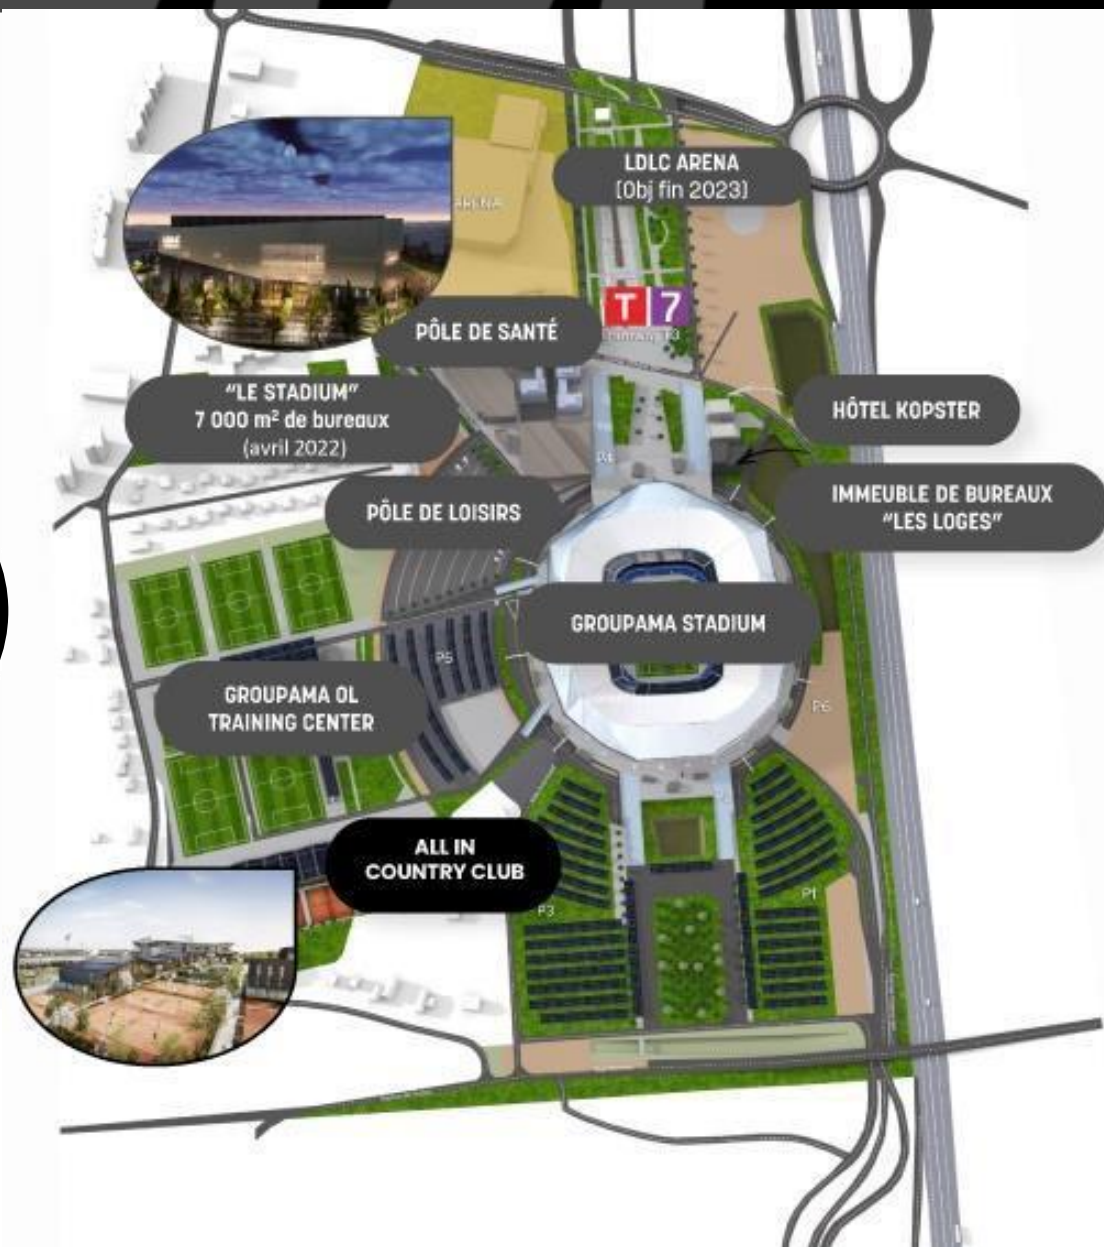 LDLC ARENA
(Obj fin 2023)
ARENA
T 7
PÔLE DE SANTÉ
"LE STADIUM"
7 000 m² de bureaux
(avril 2022)
HÔTEL KOPSTER
P4
IMMEUBLE DE BUREAUX
"LES LOGES"
PÔLE DE LOISIRS
GROUPAMA STADIUM
P5
GROUPAMA OL
TRAINING CENTER
P6
ALL IN
COUNTRY CLUB
P3
P1